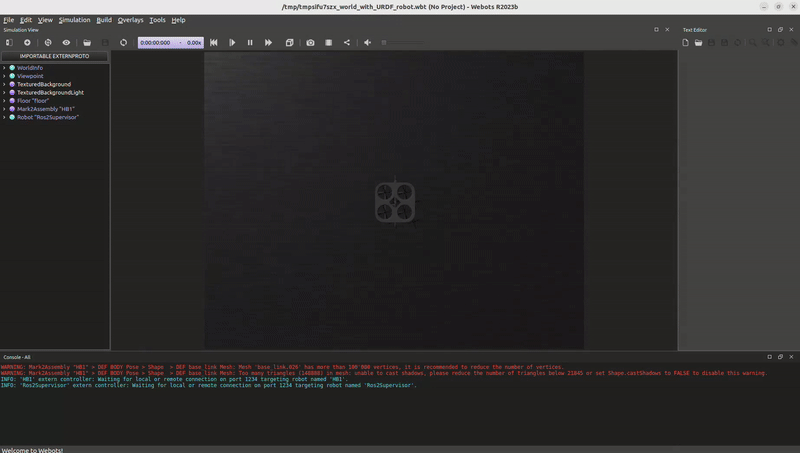 /tmp/tmpsifu7szx_world_with_URDF_robot.wbt (No Project) - Webots R2023b
File Edit View Simulation Build Overlays Tools Help
Simulation View
Text Editor
0:00:00:000 - 0.00x
IMPORTABLE EXTERNPROTO
WorldInfo
Viewpoint
TexturedBackground
TexturedBackgroundLight
Floor "floor"
Mark2Assembly "HB1"
Robot "Ros2Supervisor"
Console - All
WARNING: Mark2Assembly "HB1" > DEF BODY Pose > Shape > DEF base_link Mesh: Mesh 'base_link.026' has more than 100'000 vertices, it is recommended to reduce the number of vertices.
WARNING: Mark2Assembly "HB1" > DEF BODY Pose > Shape > DEF base_link Mesh: Too many triangles (148808) in mesh: unable to cast shadows, please reduce the number of triangles below 21845 or set Shape.castShadows to FALSE to disable this warning.
INFO: 'HB1' extern controller: Waiting for local or remote connection on port 1234 targeting robot named 'HB1'.
INFO: 'Ros2Supervisor' extern controller: Waiting for local or remote connection on port 1234 targeting robot named 'Ros2Supervisor'.
Welcome to Webots!